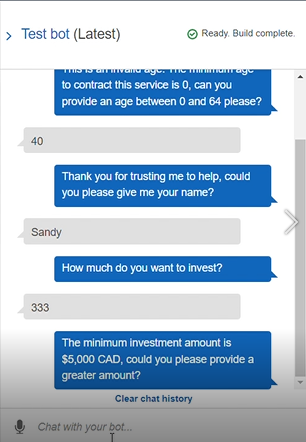 Test bot (Latest)
Ready. Build complete.
This is an invalid age. The minimum age
to contract this service is 0, can you
provide an age between 0 and 64 please?
40
Thank you for trusting me to help, could
you please give me your name?
Sandy
How much do you want to invest?
333
The minimum investment amount is
$5,000 CAD, could you please provide a
greater amount?
Clear chat history
Chat with your bot...